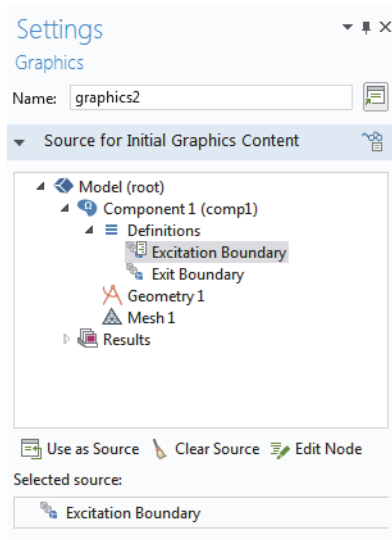 Settings
Graphics
Name: graphics2
Source for Initial Graphics Content
Model (root)
Component 1 (comp1)
Definitions
Excitation Boundary
Exit Boundary
Geometry 1
Mesh 1
Results
Use as Source Clear Source Edit Node
Selected source:
Excitation Boundary